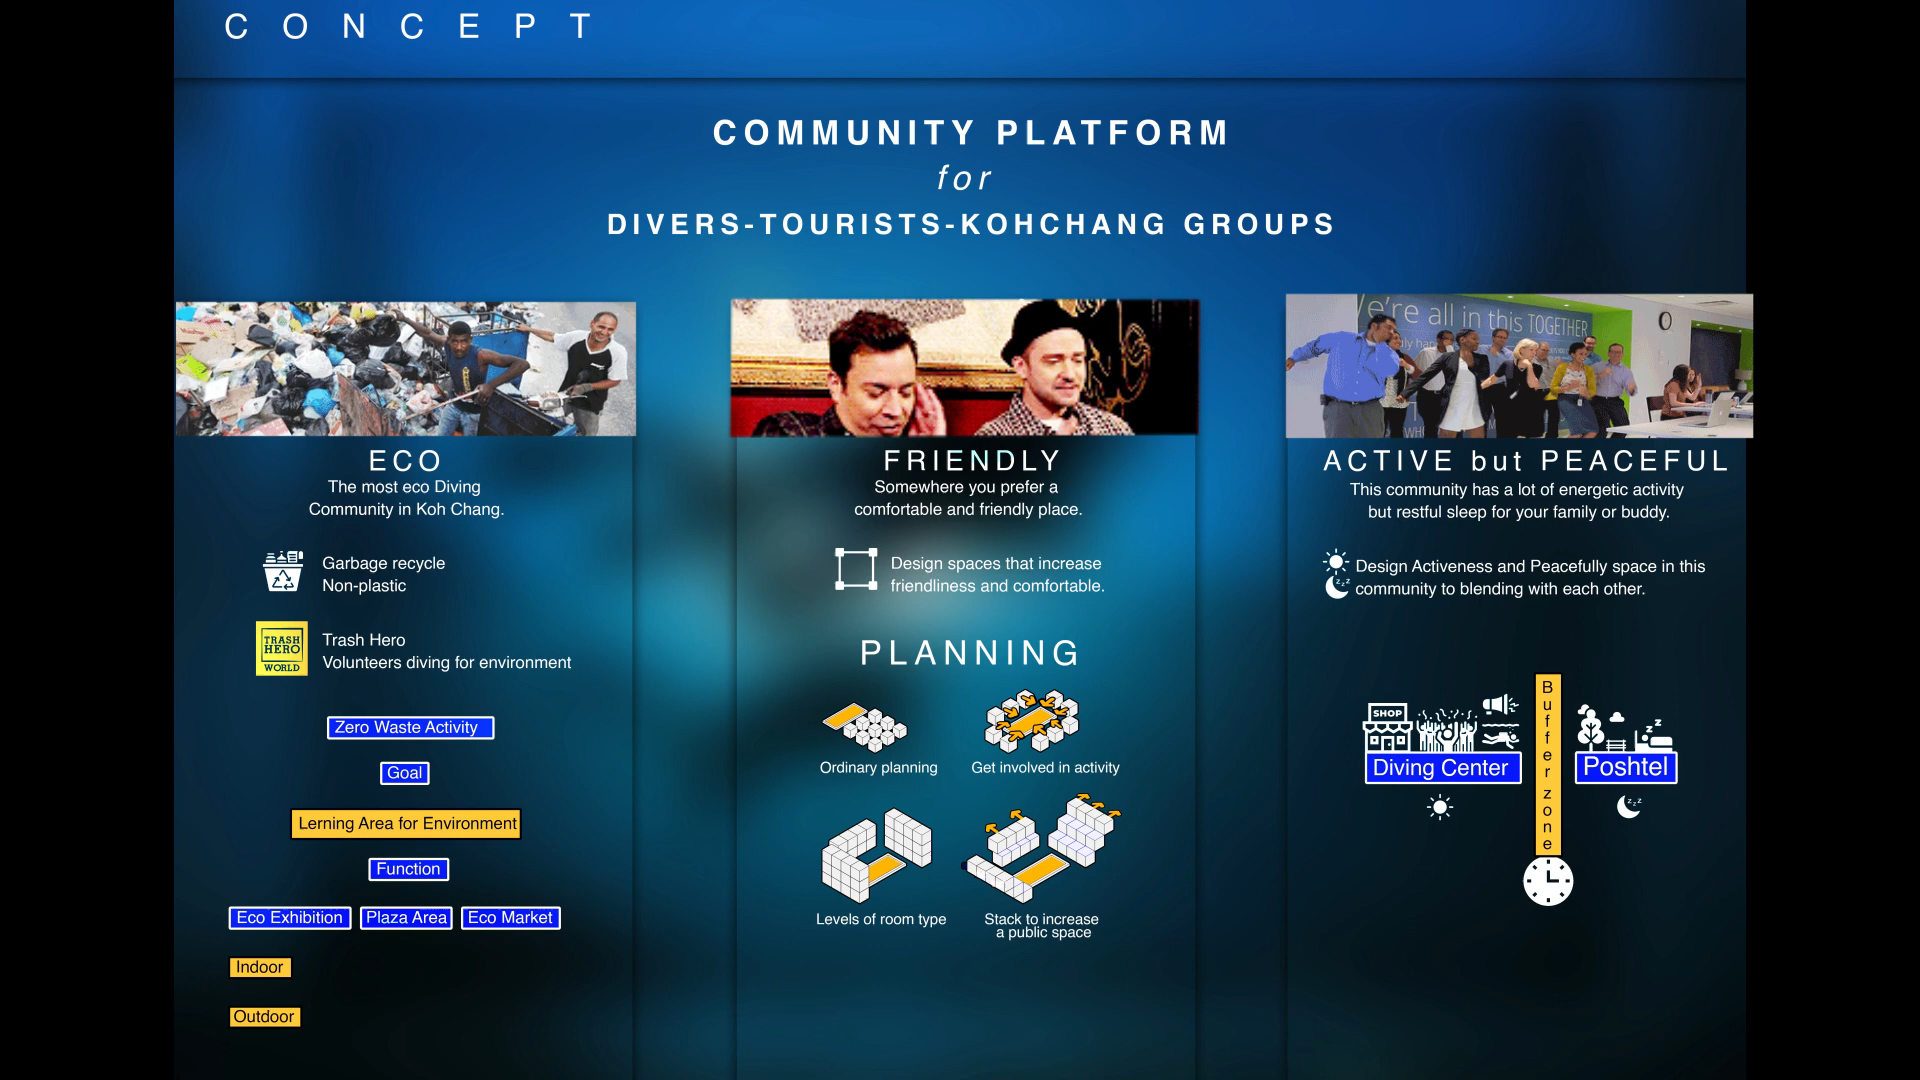 CONCEPT
COMMUNITY PLATFORM
for
DIVERS-TOURISTS-KOHCHANG GROUPS
e're all in this TOGETHER
ECO
The most eco Diving
Community in Koh Chang.
Garbage recycle
Non-plastic
TRASH
HERO
WORLD
Trash Hero
Volunteers diving for environment
Zero Waste Activity
Goal
Lerning Area for Environment
Function
Eco Exhibition
Plaza Area
Eco Market
Indoor
Outdoor
FRIENDLY
Somewhere you prefer a
comfortable and friendly place.
Design spaces that increase
friendliness and comfortable.
PLANNING
Ordinary planning
Get involved in activity
Levels of room type
Stack to increase
a public space
ACTIVE but PEACEFUL
This community has a lot of energetic activity
but restful sleep for your family or buddy.
zzz
Design Activeness and Peacefully space in this
community to blending with each other.
SHOP
Diving Center
Buffer zone
zz
Poshtel
zzz